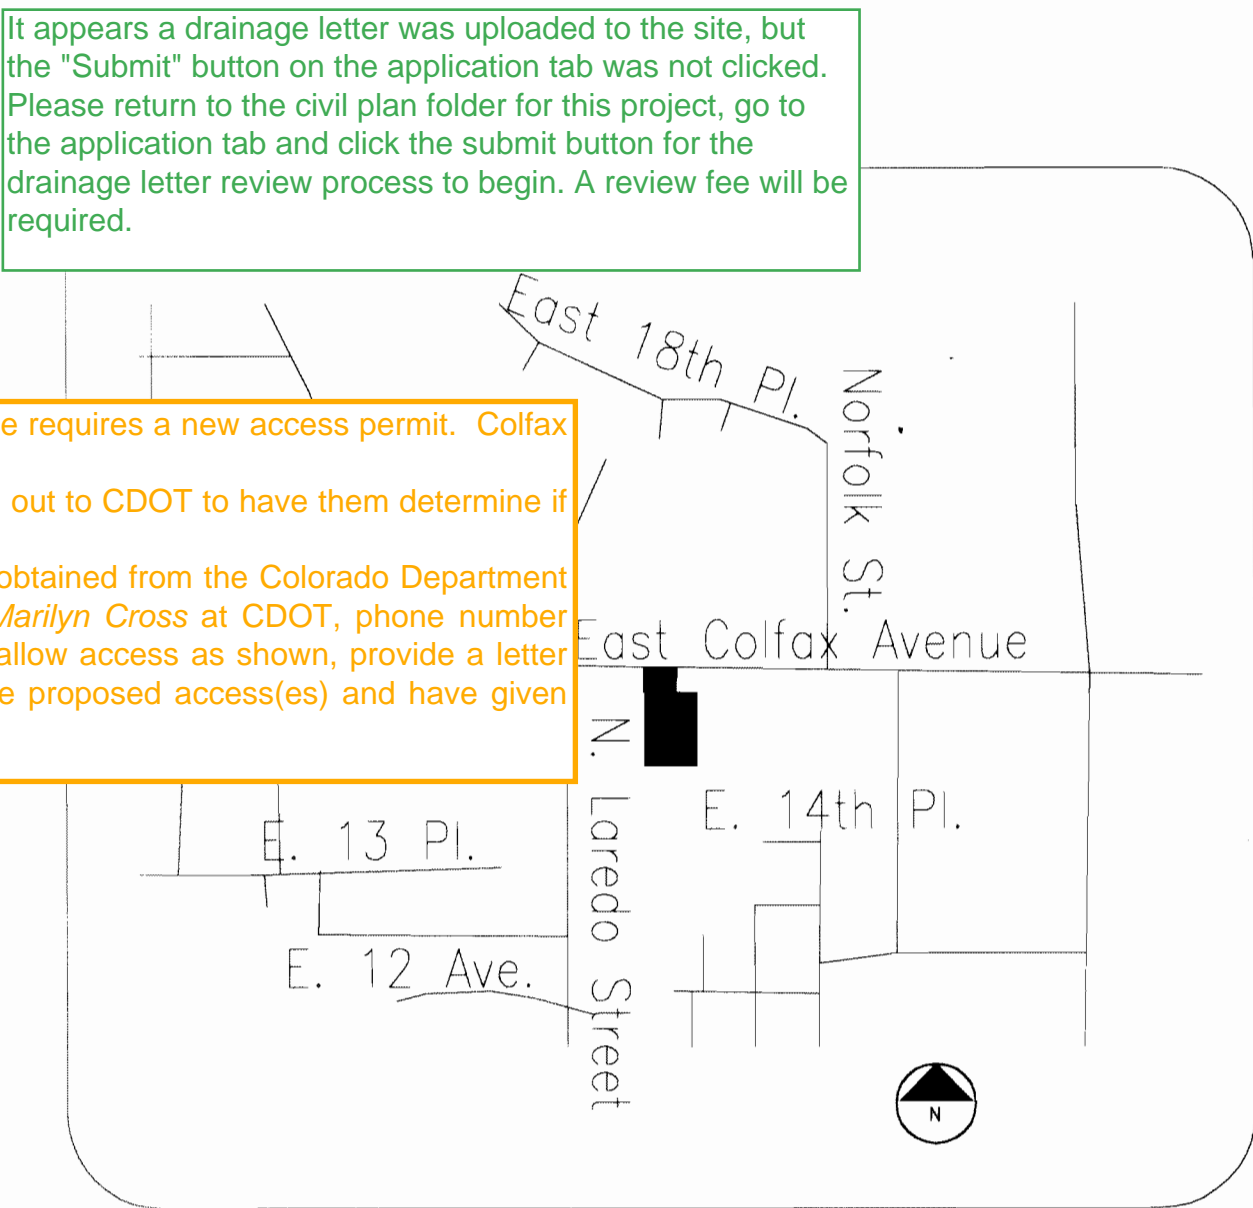 It appears a drainage letter was uploaded to the site, but
the "Submit" button on the application tab was not clicked.
Please return to the civil plan folder for this project, go to
the application tab and click the submit button for the
drainage letter review process to begin. A review fee will be
required.
East 18th Pl.
Norfolk St.
e requires a new access permit. Colfax
out to CDOT to have them determine if
obtained from the Colorado Department
Marilyn Cross at CDOT, phone number
allow access as shown, provide a letter
e proposed access(es) and have given
East Colfax Avenue
N. Laredo Street
E. 14th Pl.
E. 13 Pl.
E. 12 Ave.
N